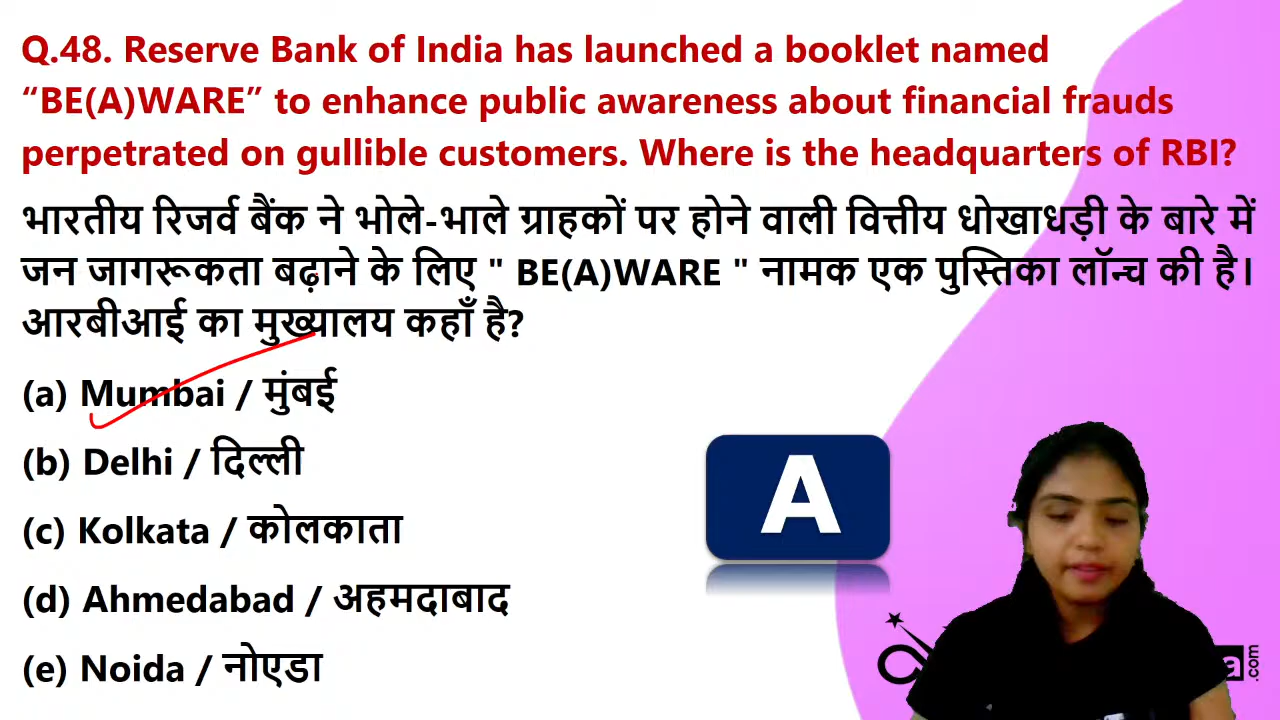 Q.48. Reserve Bank of India has launched a booklet named
“BE(A)WARE” to enhance public awareness about financial frauds
perpetrated on gullible customers. Where is the headquarters of RBI?
भारतीय रिजर्व बैंक ने भोले-भाले ग्राहकों पर होने वाली वित्तीय धोखाधड़ी के बारे में
जन जागरूकता बढ़ाने के लिए " BE(A)WARE " नामक एक पुस्तिका लॉन्च की है।
आरबीआई का मुख्यालय कहाँ है?
(a) Mumbai / मुंबई
(b) Delhi / दिल्ली
(c) Kolkata / कोलकाता
(d) Ahmedabad / अहमदाबाद
(e) Noida / नोएडा
A
.com